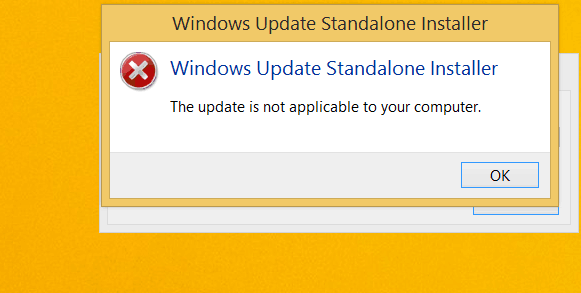 Windows Update Standalone Installer
Windows Update Standalone Installer
The update is not applicable to your computer.
OK